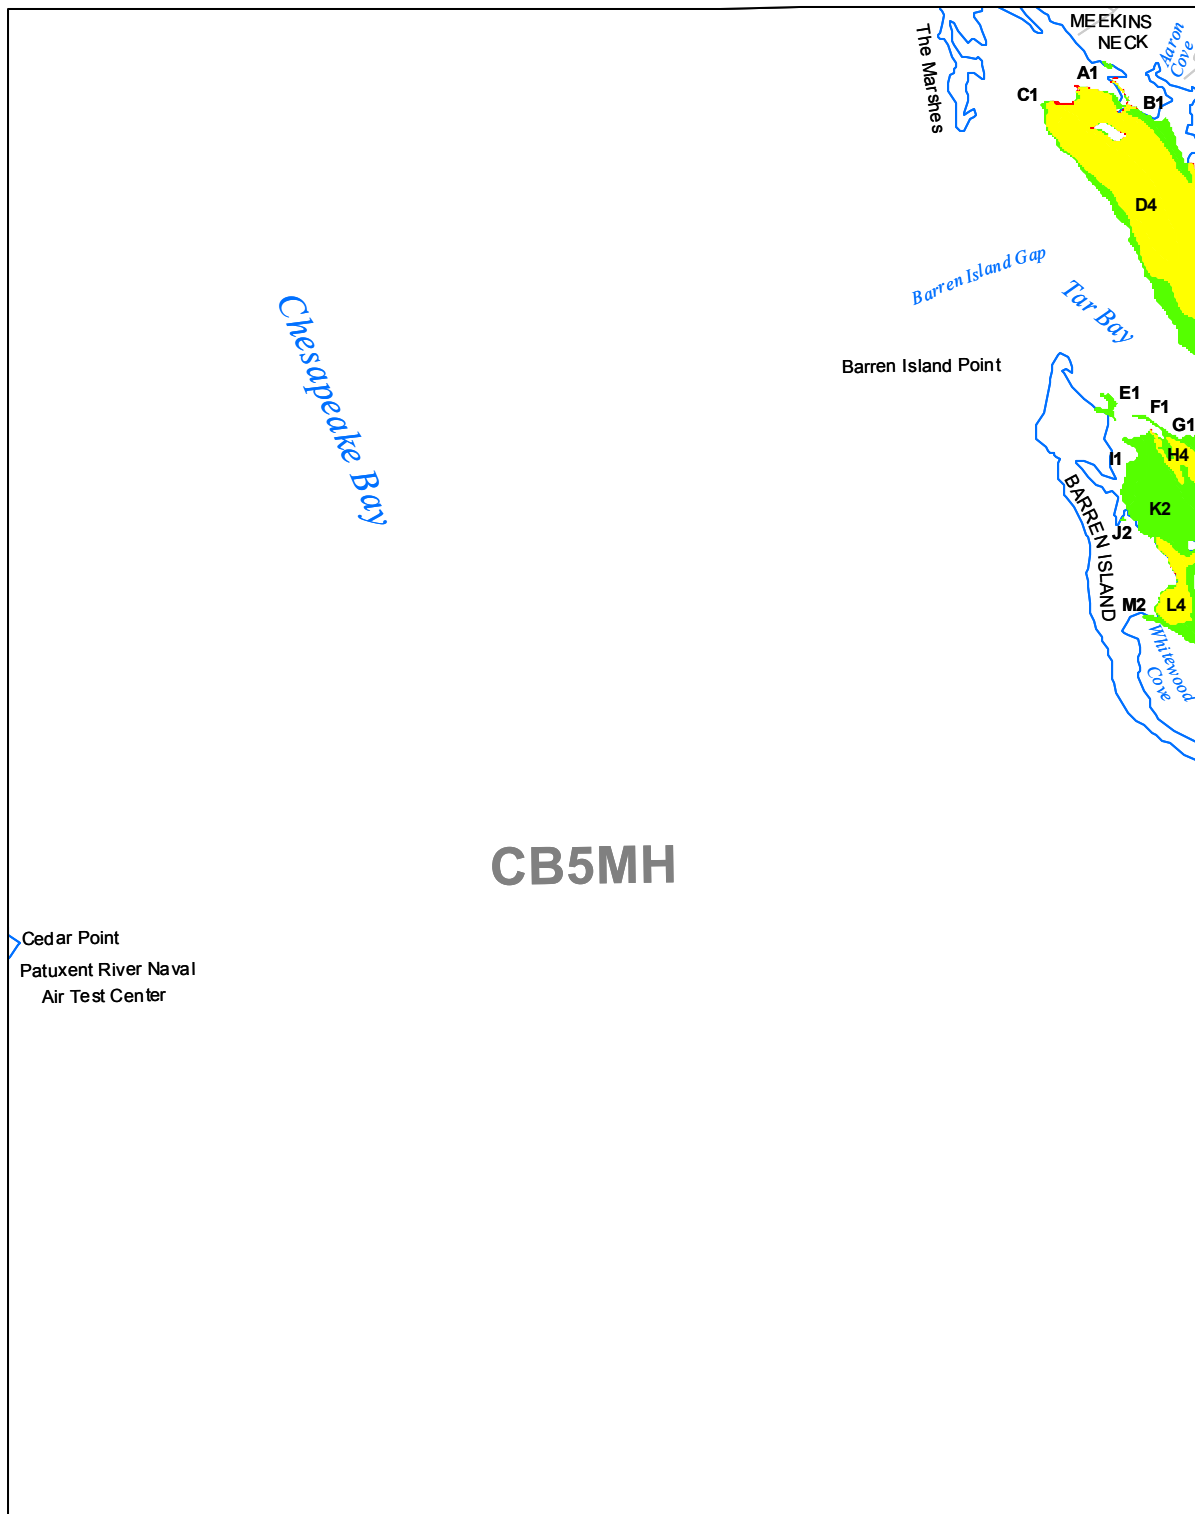 MEEKINS
NECK
Aaron
Cove
The Marshes
A1
C1
B1
D4
Barren Island Gap
Tar Bay
Chesapeake Bay
Barren Island Point
E1
F1
G1
H4
I1
K2
J2
BARREN ISLAND
M2
L4
Whitewood
Cove
CB5MH
Cedar Point
Patuxent River Naval
Air Test Center